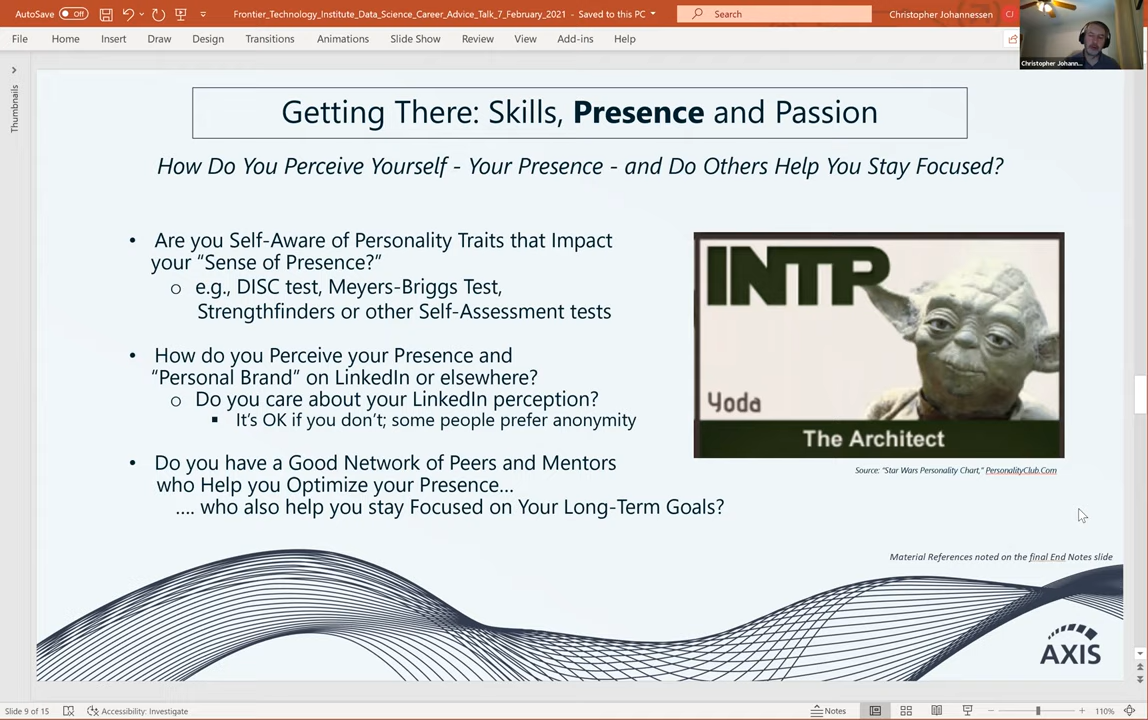 AutoSave Off Frontier_Technology_Institute_Data_Science_Career_Advice_Talk_7_February_2021 - Saved to this PC Search Christopher Johannessen CJ
File Home Insert Draw Design Transitions Animations Slide Show Review View Add-ins Help
Christopher Johann...
Thumbnails
Getting There: Skills, Presence and Passion
How Do You Perceive Yourself - Your Presence - and Do Others Help You Stay Focused?
• Are you Self-Aware of Personality Traits that Impact
your “Sense of Presence?”
o e.g., DISC test, Meyers-Briggs Test,
Strengthfinders or other Self-Assessment tests
• How do you Perceive your Presence and
“Personal Brand” on LinkedIn or elsewhere?
o Do you care about your LinkedIn perception?
▪ It’s OK if you don’t; some people prefer anonymity
• Do you have a Good Network of Peers and Mentors
who Help you Optimize your Presence...
.... who also help you stay Focused on Your Long-Term Goals?
INTP
Yoda
The Architect
Source: “Star Wars Personality Chart,” PersonalityClub.Com
Material References noted on the final End Notes slide
AXIS
Slide 9 of 15 Accessibility: Investigate Notes 110%